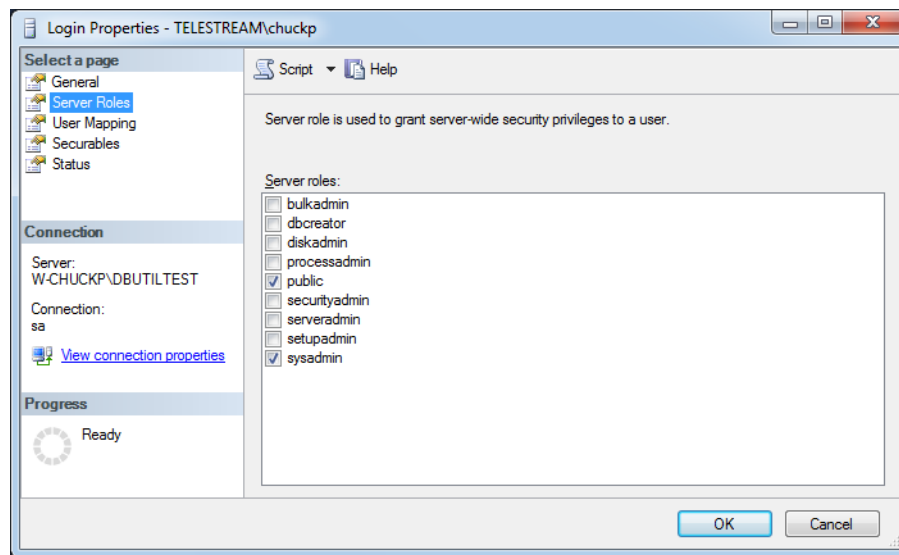 Login Properties - TELESTREAM\chuckp
Select a page
General
Server Roles
User Mapping
Securables
Status
Connection
Server:
W-CHUCKP\DBUTILTEST
Connection:
sa
View connection properties
Progress
Ready
Script Help
Server role is used to grant server-wide security privileges to a user.
Server roles:
bulkadmin
dbcreator
diskadmin
processadmin
public
securityadmin
serveradmin
setupadmin
sysadmin
OK Cancel